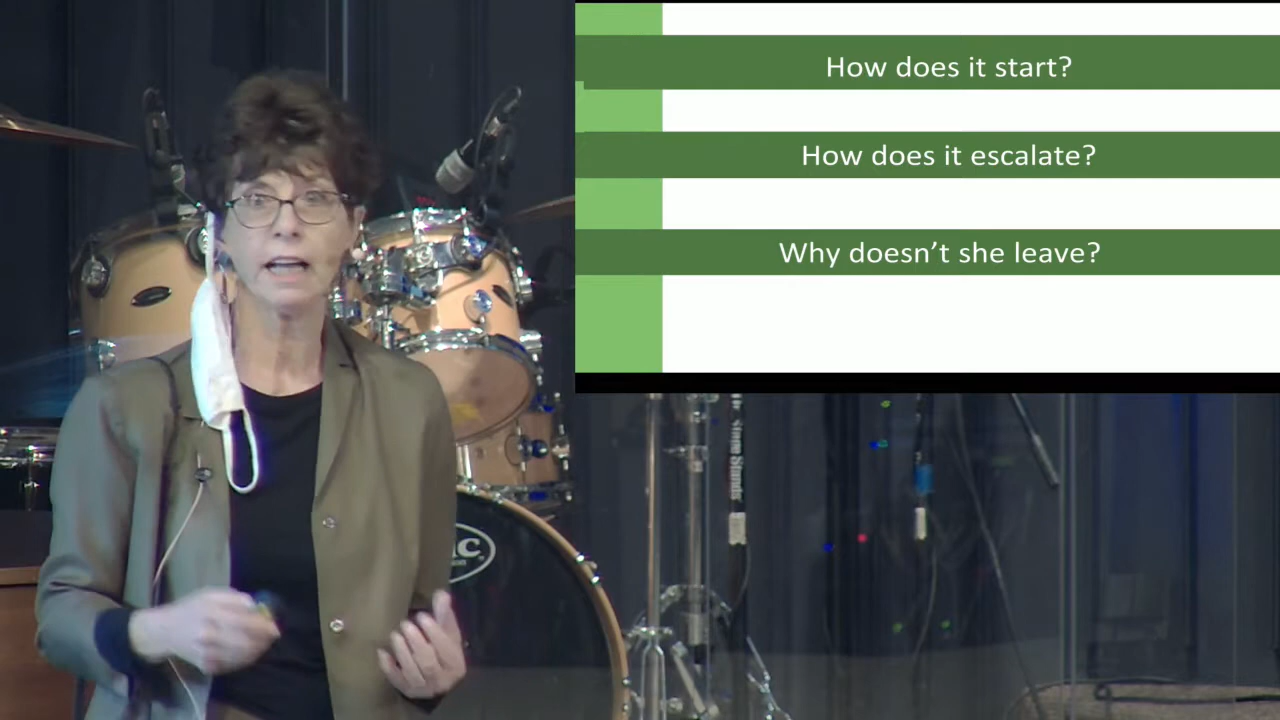 How does it start?
How does it escalate?
Why doesn't she leave?